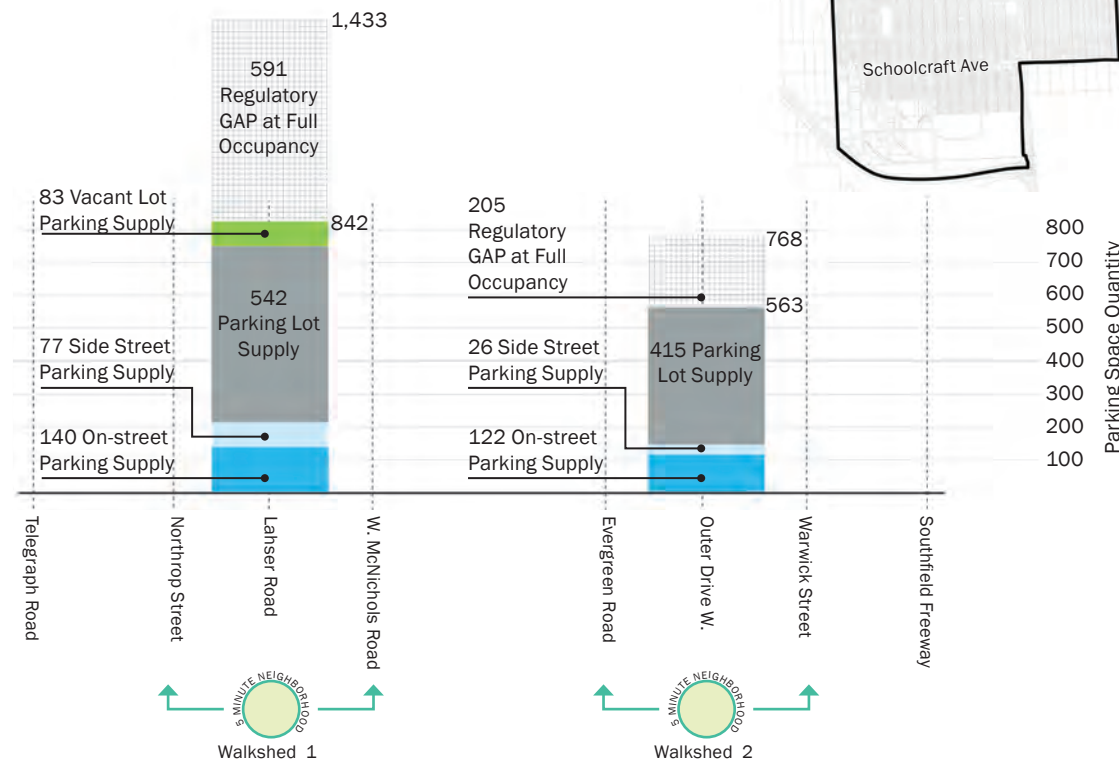 1,433
591
Regulatory
GAP at Full
Occupancy
Schoolcraft Ave
83 Vacant Lot
Parking Supply
842
542
Parking Lot
Supply
77 Side Street
Parking Supply
140 On-street
Parking Supply
205
Regulatory
GAP at Full
Occupancy
768
563
415 Parking
Lot Supply
26 Side Street
Parking Supply
122 On-street
Parking Supply
800
700
600
500
400
300
200
100
Parking Space Quantity
Telegraph Road
Northrop Street
Lahser Road
W. McNichols Road
Evergreen Road
Outer Drive W.
Warwick Street
Southfield Freeway
5 MINUTE NEIGHBORHOOD
Walkshed 1
5 MINUTE NEIGHBORHOOD
Walkshed 2